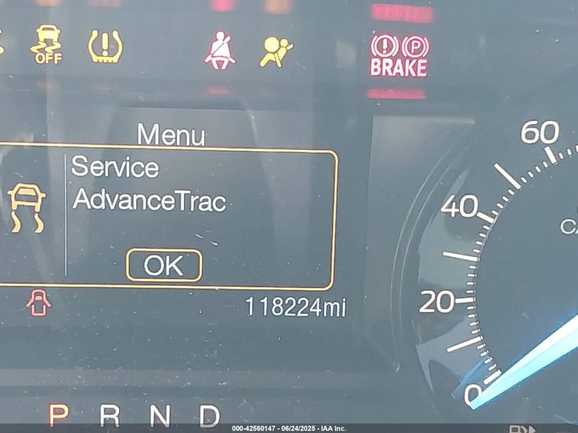 OFF
BRAKE
Menu
Service
AdvanceTrac
OK
118224mi
60
40
20
0
P R N D
000-42560147 - 06/24/2025 - IAA Inc.